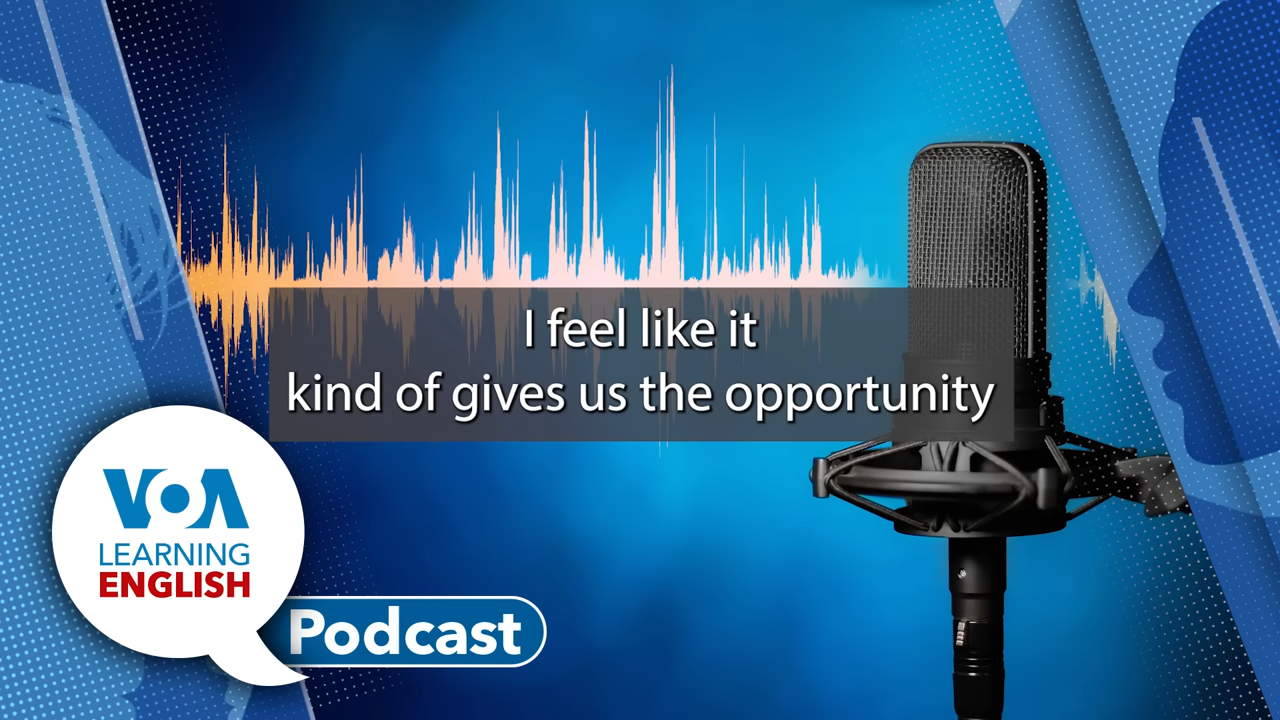 I feel like it
kind of gives us the opportunity
VOA
LEARNING
ENGLISH
Podcast